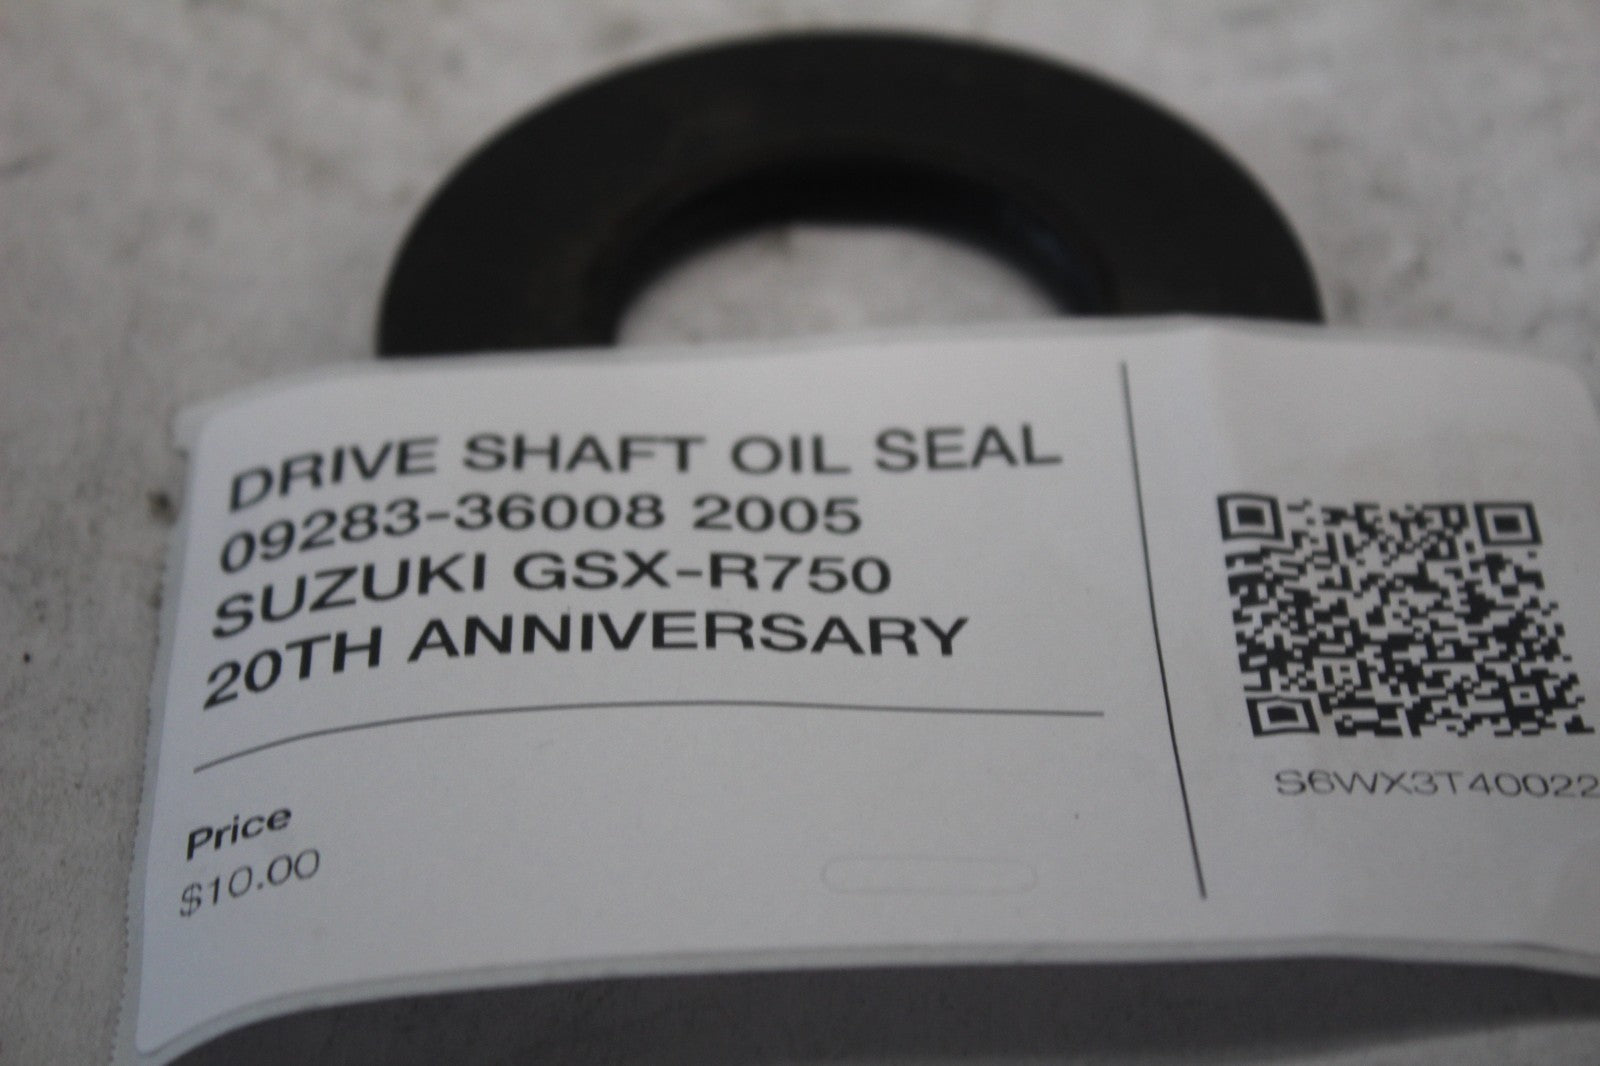 DRIVE SHAFT OIL SEAL
09283-36008 2005
SUZUKI GSX-R750
20TH ANNIVERSARY
Price
$10.00
S6WX3T40022